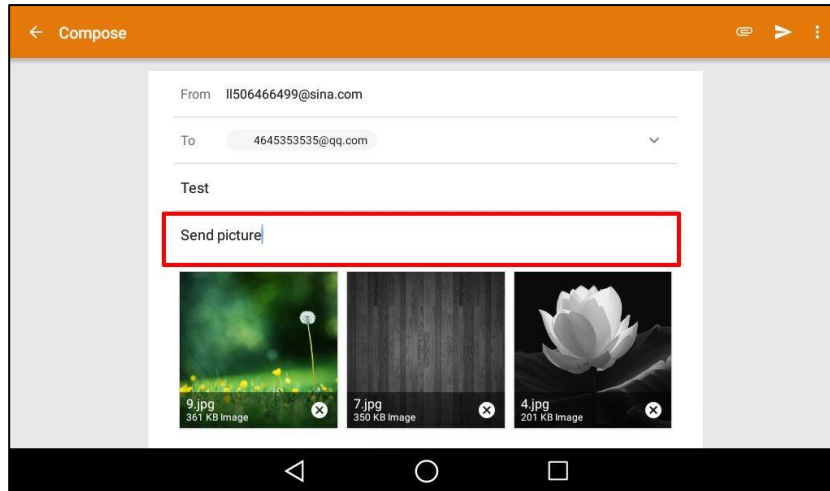 Compose
From ll506466499@sina.com
To 4645353535@qq.com
Test
Send picture
9.jpg
361 KB Image
7.jpg
350 KB Image
4.jpg
201 KB Image